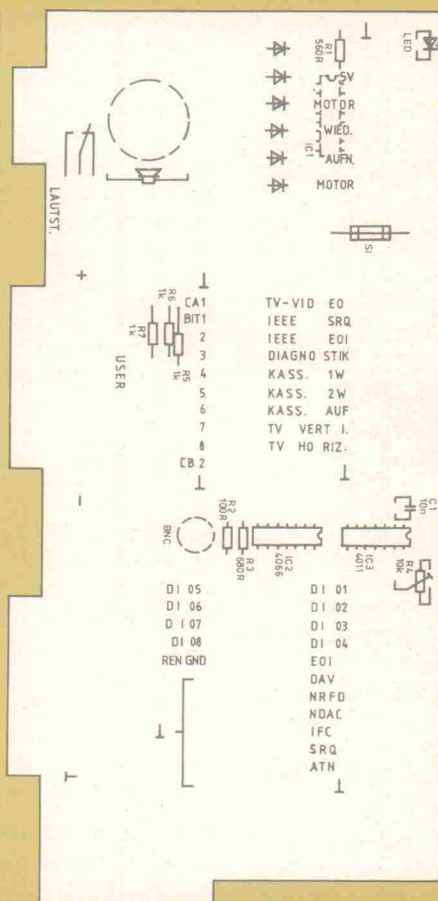 LED
R1
560R
5V
MOTOR
WIED.
IC1
AUFN.
MOTOR
LAUTST.
SI
+
R6
1k
R7
1k
R5
1k
USER
CA1 TV-VID EO
BIT1 IEEE SRQ
2 IEEE EOI
3 DIAGNO STIK
4 KASS. 1W
5 KASS. 2W
6 KASS. AUF
7 TV VERT I.
8 TV HO RIZ.
CB 2
-
BNC
R2
100R
R3
680R
IC2
4066
IC3
4011
C1
10n
R4
10k
DI 05 DI 01
DI 06 DI 02
DI 07 DI 03
DI 08 DI 04
REN GND EOI
DAV
NRFD
NDAC
IFC
SRQ
ATN